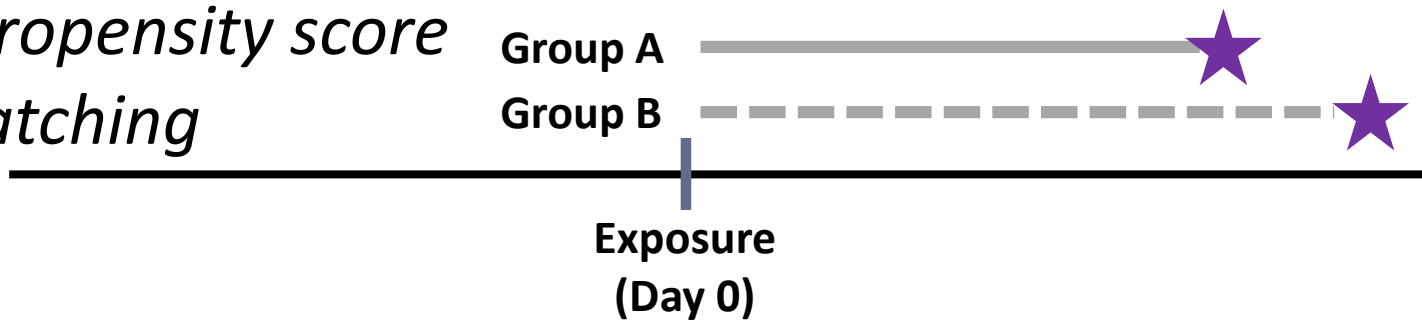 ropensity score
atching
Group A
Group B
Exposure
(Day 0)